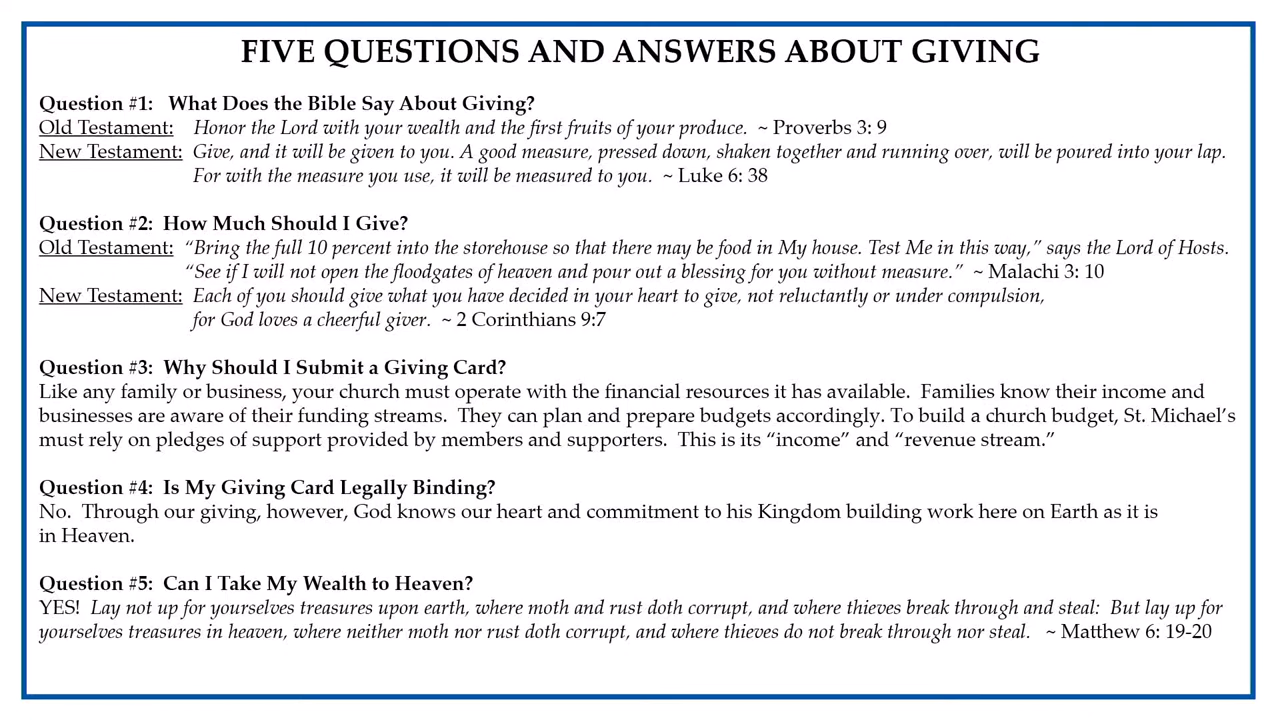 FIVE QUESTIONS AND ANSWERS ABOUT GIVING
Question #1:   What Does the Bible Say About Giving?
Old Testament:    Honor the Lord with your wealth and the first fruits of your produce.  ~ Proverbs 3: 9
New Testament:  Give, and it will be given to you. A good measure, pressed down, shaken together and running over, will be poured into your lap.
For with the measure you use, it will be measured to you.  ~ Luke 6: 38
Question #2:  How Much Should I Give?
Old Testament:  “Bring the full 10 percent into the storehouse so that there may be food in My house. Test Me in this way,” says the Lord of Hosts.
“See if I will not open the floodgates of heaven and pour out a blessing for you without measure.”  ~ Malachi 3: 10
New Testament:  Each of you should give what you have decided in your heart to give, not reluctantly or under compulsion,
for God loves a cheerful giver.  ~ 2 Corinthians 9:7
Question #3:  Why Should I Submit a Giving Card?
Like any family or business, your church must operate with the financial resources it has available.  Families know their income and
businesses are aware of their funding streams.  They can plan and prepare budgets accordingly. To build a church budget, St. Michael’s
must rely on pledges of support provided by members and supporters.  This is its “income” and “revenue stream.”
Question #4:  Is My Giving Card Legally Binding?
No.  Through our giving, however, God knows our heart and commitment to his Kingdom building work here on Earth as it is
in Heaven.
Question #5:  Can I Take My Wealth to Heaven?
YES!  Lay not up for yourselves treasures upon earth, where moth and rust doth corrupt, and where thieves break through and steal:  But lay up for
yourselves treasures in heaven, where neither moth nor rust doth corrupt, and where thieves do not break through nor steal.   ~ Matthew 6: 19-20